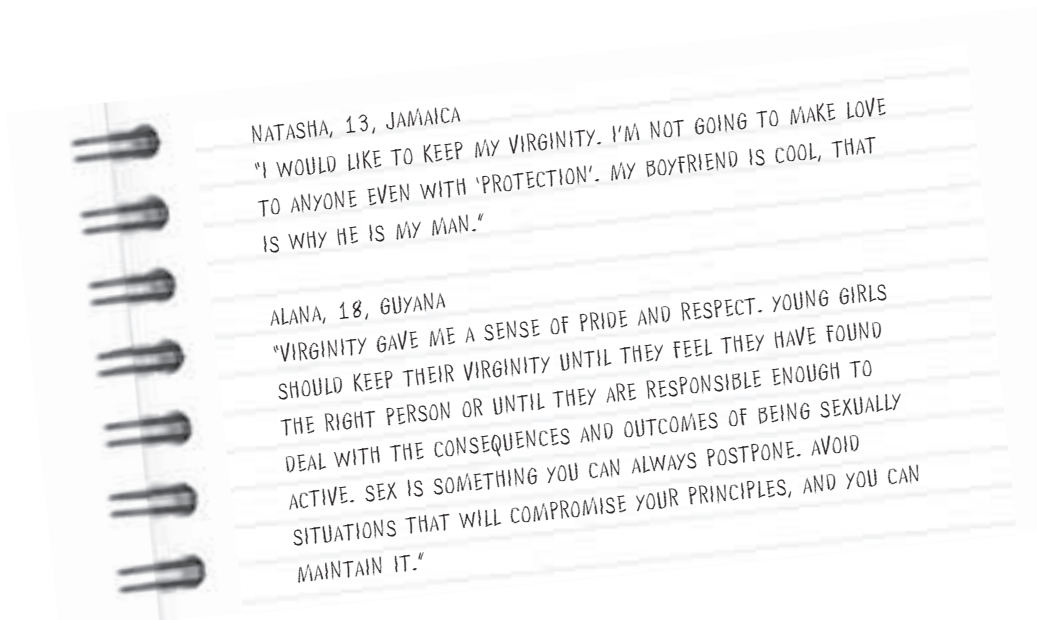 NATASHA, 13, JAMAICA
"I WOULD LIKE TO KEEP MY VIRGINITY. I'M NOT GOING TO MAKE LOVE
TO ANYONE EVEN WITH 'PROTECTION'. MY BOYFRIEND IS COOL, THAT
IS WHY HE IS MY MAN."
ALANA, 18, GUYANA
"VIRGINITY GAVE ME A SENSE OF PRIDE AND RESPECT. YOUNG GIRLS
SHOULD KEEP THEIR VIRGINITY UNTIL THEY FEEL THEY HAVE FOUND
THE RIGHT PERSON OR UNTIL THEY ARE RESPONSIBLE ENOUGH TO
DEAL WITH THE CONSEQUENCES AND OUTCOMES OF BEING SEXUALLY
ACTIVE. SEX IS SOMETHING YOU CAN ALWAYS POSTPONE. AVOID
SITUATIONS THAT WILL COMPROMISE YOUR PRINCIPLES, AND YOU CAN
MAINTAIN IT."